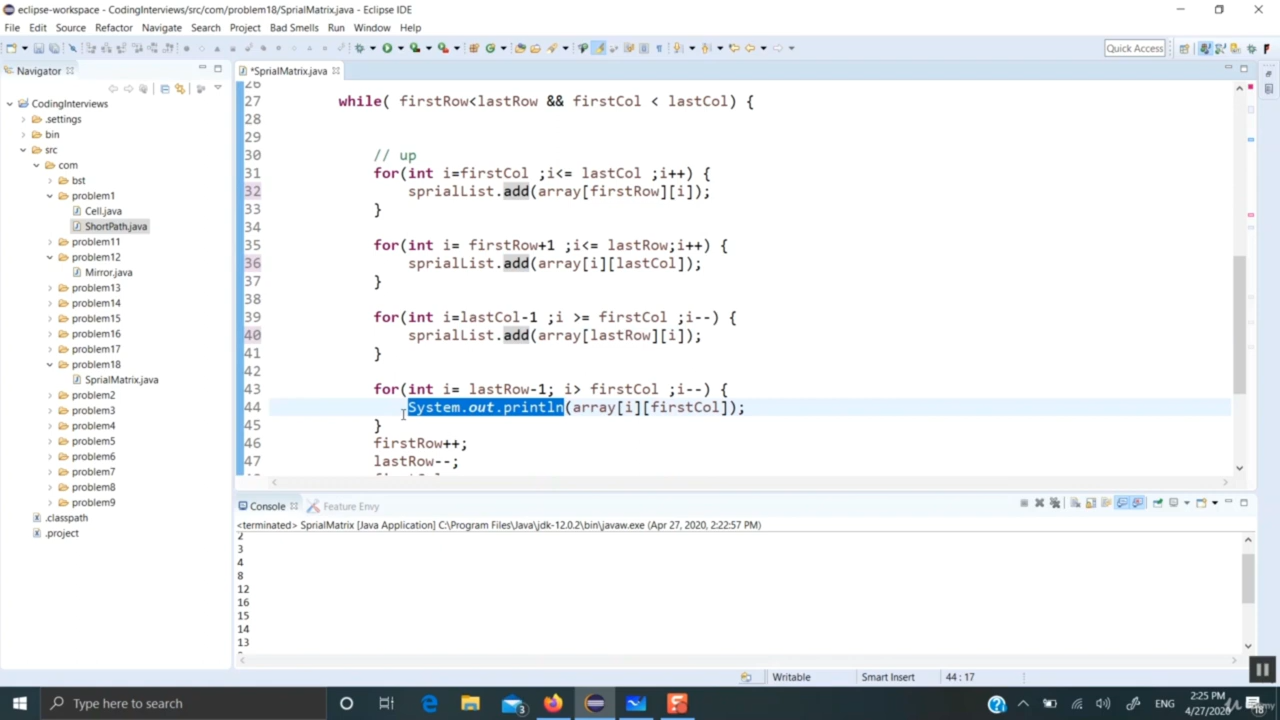 eclipse-workspace - CodingInterviews/src/com/problem18/SprialMatrix.java - Eclipse IDE
File Edit Source Refactor Navigate Search Project Bad Smells Run Window Help
Quick Access
Navigator
*SprialMatrix.java
CodingInterviews
.settings
bin
src
com
bst
problem1
Cell.java
ShortPath.java
problem11
problem12
Mirror.java
problem13
problem14
problem15
problem16
problem17
problem18
SprialMatrix.java
problem2
problem3
problem4
problem5
problem6
problem7
problem8
problem9
.classpath
.project
26
27 while( firstRow<lastRow && firstCol < lastCol) {
28
29
30 // up
31 for(int i=firstCol ;i<= lastCol ;i++) {
32 sprialList.add(array[firstRow][i]);
33 }
34
35 for(int i= firstRow+1 ;i<= lastRow;i++) {
36 sprialList.add(array[i][lastCol]);
37 }
38
39 for(int i=lastCol-1 ;i >= firstCol ;i--) {
40 sprialList.add(array[lastRow][i]);
41 }
42
43 for(int i= lastRow-1; i> firstCol ;i--) {
44 System.out.println(array[i][firstCol]);
45 }
46 firstRow++;
47 lastRow--;
Console Feature Envy
<terminated> SprialMatrix [Java Application] C:\Program Files\Java\jdk-12.0.2\bin\javaw.exe (Apr 27, 2020, 2:22:57 PM)
2
3
4
8
12
16
15
14
13
Writable Smart Insert 44 : 17
Type here to search
3
ENG
2:25 PM
4/27/2020